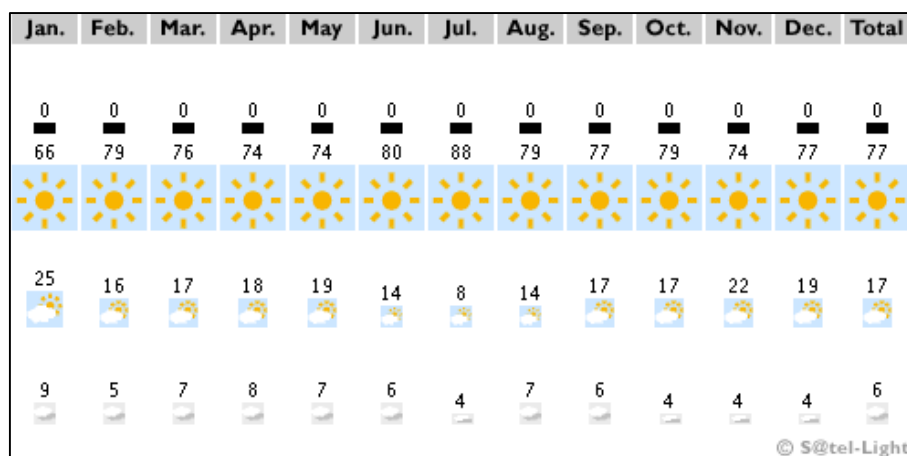 Jan. Feb. Mar. Apr. May Jun. Jul. Aug. Sep. Oct. Nov. Dec. Total
0 0 0 0 0 0 0 0 0 0 0 0 0
66 79 76 74 74 80 88 79 77 79 74 77 77
25 16 17 18 19 14 8 14 17 17 22 19 17
9 5 7 8 7 6 4 7 6 4 4 4 6
© S@tel-Light